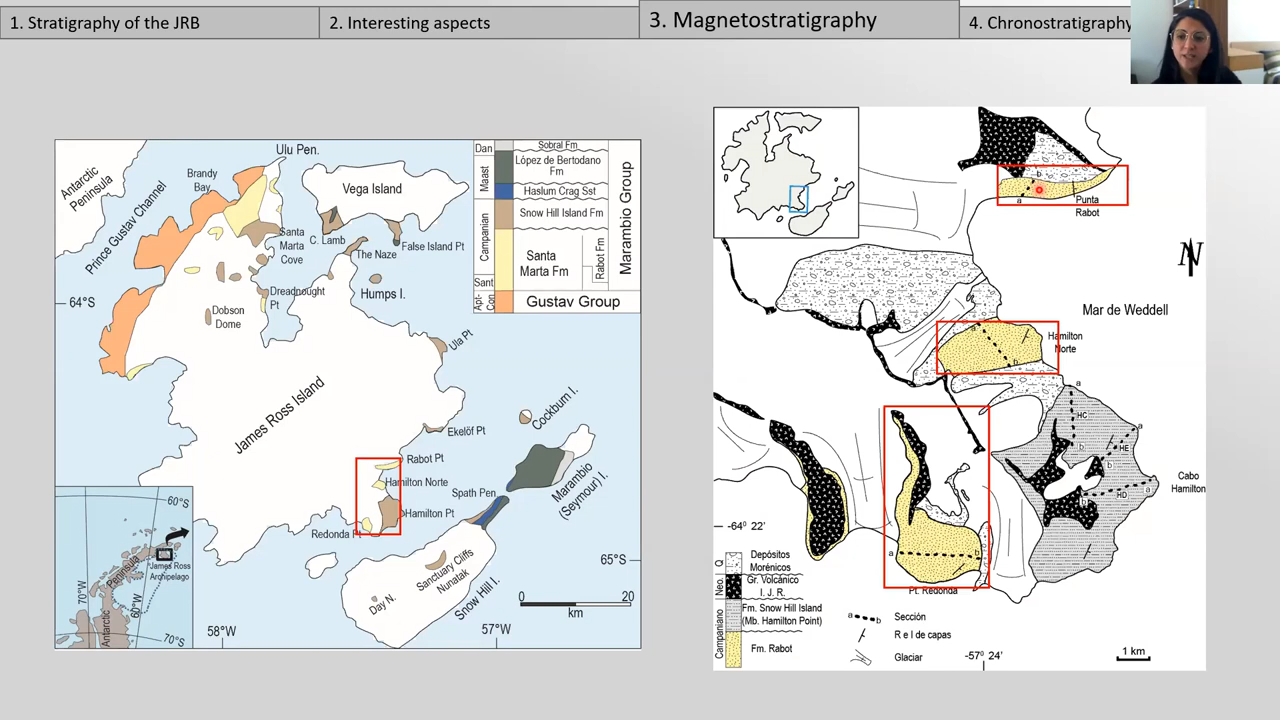 1. Stratigraphy of the JRB
2. Interesting aspects
3. Magnetostratigraphy
4. Chronostratigraphy
Antarctic
Peninsula
Prince Gustav Channel
Brandy
Bay
Ulu Pen.
Vega Island
Santa
Marta
Cove
C. Lamb
The Naze
False Island Pt
64°S
Dreadnought
Pt
Humps I.
Dobson
Dome
Ula Pt
James Ross Island
Ekelöf Pt
Cockburn I.
Rabot Pt
Hamilton Norte
Hamilton Pt
Redonda Pt
Spath Pen
Marambio
(Seymour) I.
Sanctuary Cliffs
Nunatak
Day N.
Snow Hill I.
65°S
0
20
km
58°W
57°W
60°S
James Ross
Archipelago
Antarctic
Peninsula
70°W
60°W
70°S
Dan
Sobral Fm
Maast
López de Bertodano
Fm
Haslum Crag Sst
Campanian
Snow Hill Island Fm
Santa
Marta Fm
Rabot Fm
Sant
Marambio Group
Gustav Group
b
a
Punta
Rabot
N
Mar de Weddell
a
b
Hamilton
Norte
a
HC
b
a
HE
b
a
HD
b
Cabo
Hamilton
-64° 22'
a
b
Pt. Redonda
Q
Depósitos
Morénicos
Neo.
Gr. Volcánico
I. J. R.
Campaniano
Fm. Snow Hill Island
(Mb. Hamilton Point)
Fm. Rabot
a
b
Sección
R e I de capas
Glaciar
-57° 24'
1 km